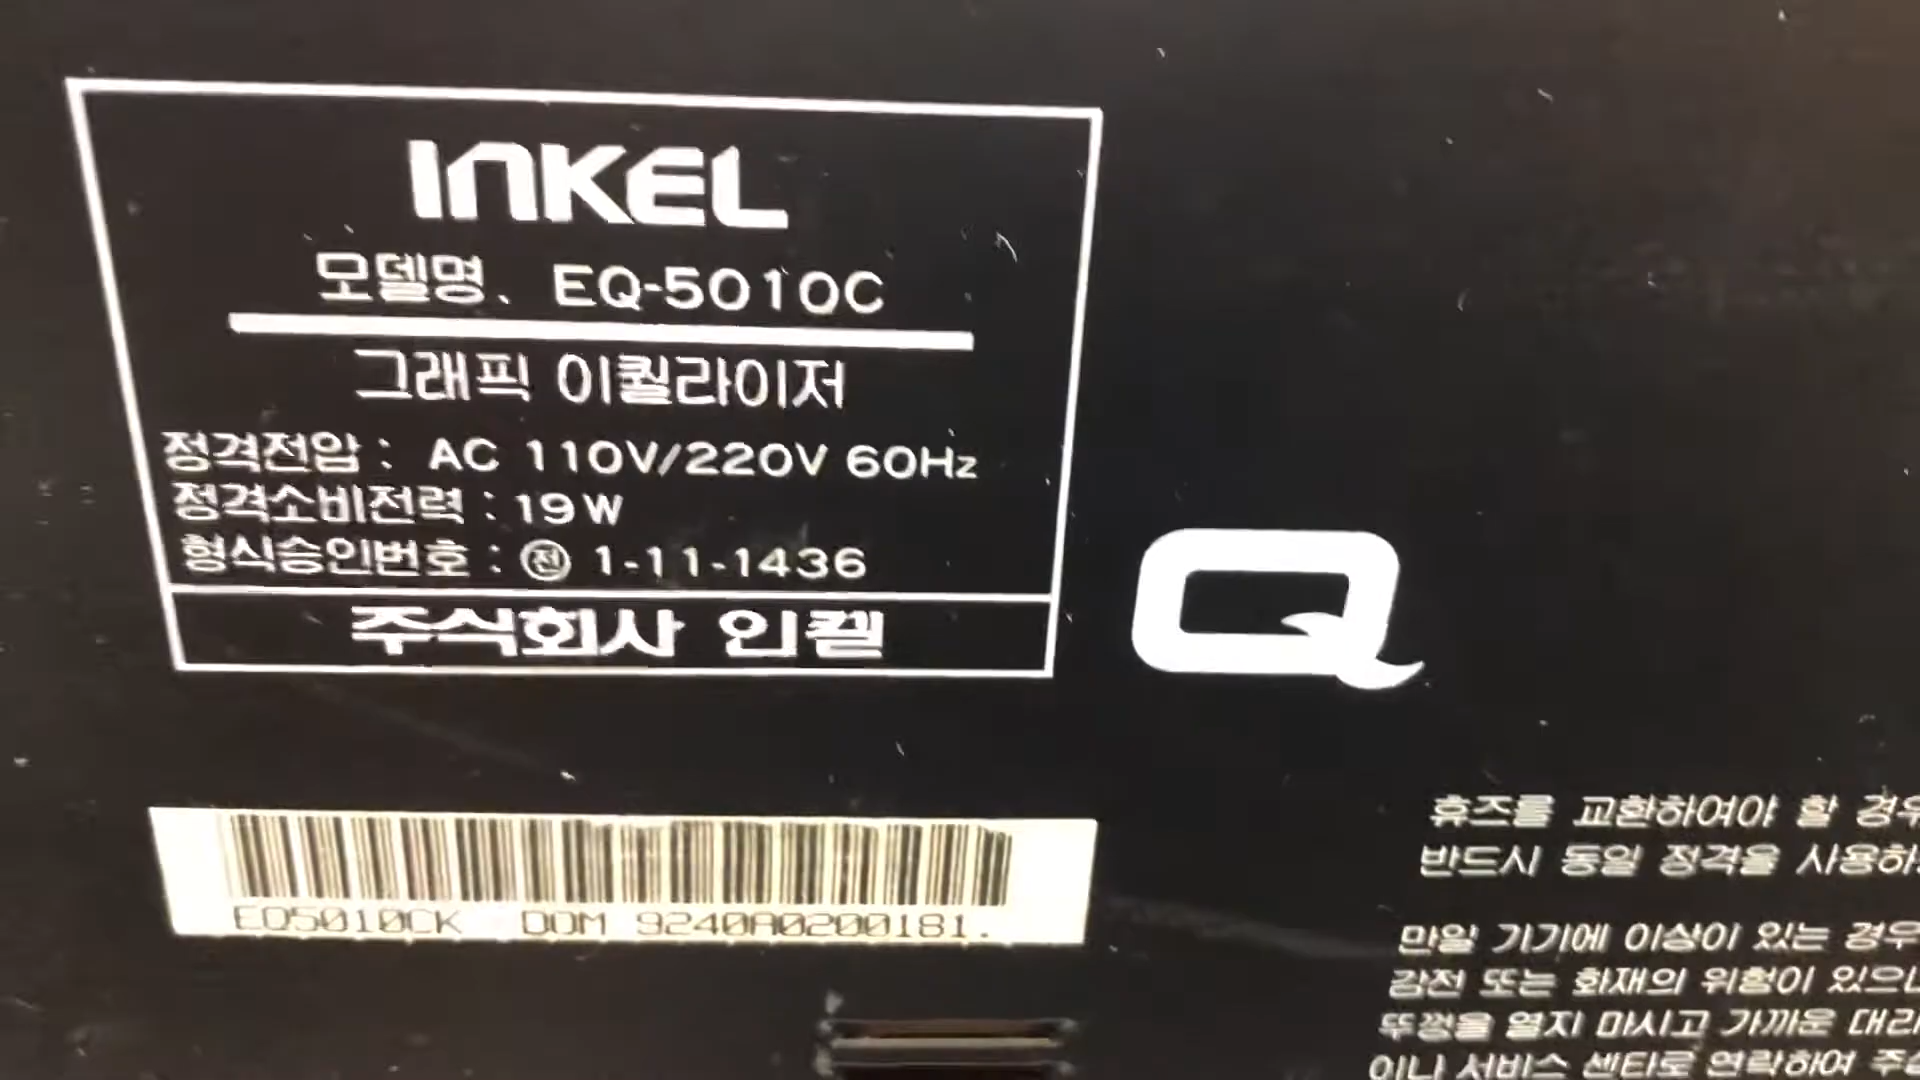 INKEL
모델명. EQ-5010C
그래픽 이퀄라이저
정격전압 : AC 110V/220V 60Hz
정격소비전력 : 19W
형식승인번호 : ㉠ 1-11-1436
주식회사 인켈
Q
EQ5010CK DOM 9240A0200181.
휴즈를 교환하여야 할 경우
반드시 동일 정격을 사용하
만일 기기에 이상이 있는 경우
감전 또는 화재의 위험이 있으니
뚜껑을 열지 마시고 가까운 대리
이나 서비스 센터로 연락하여 주